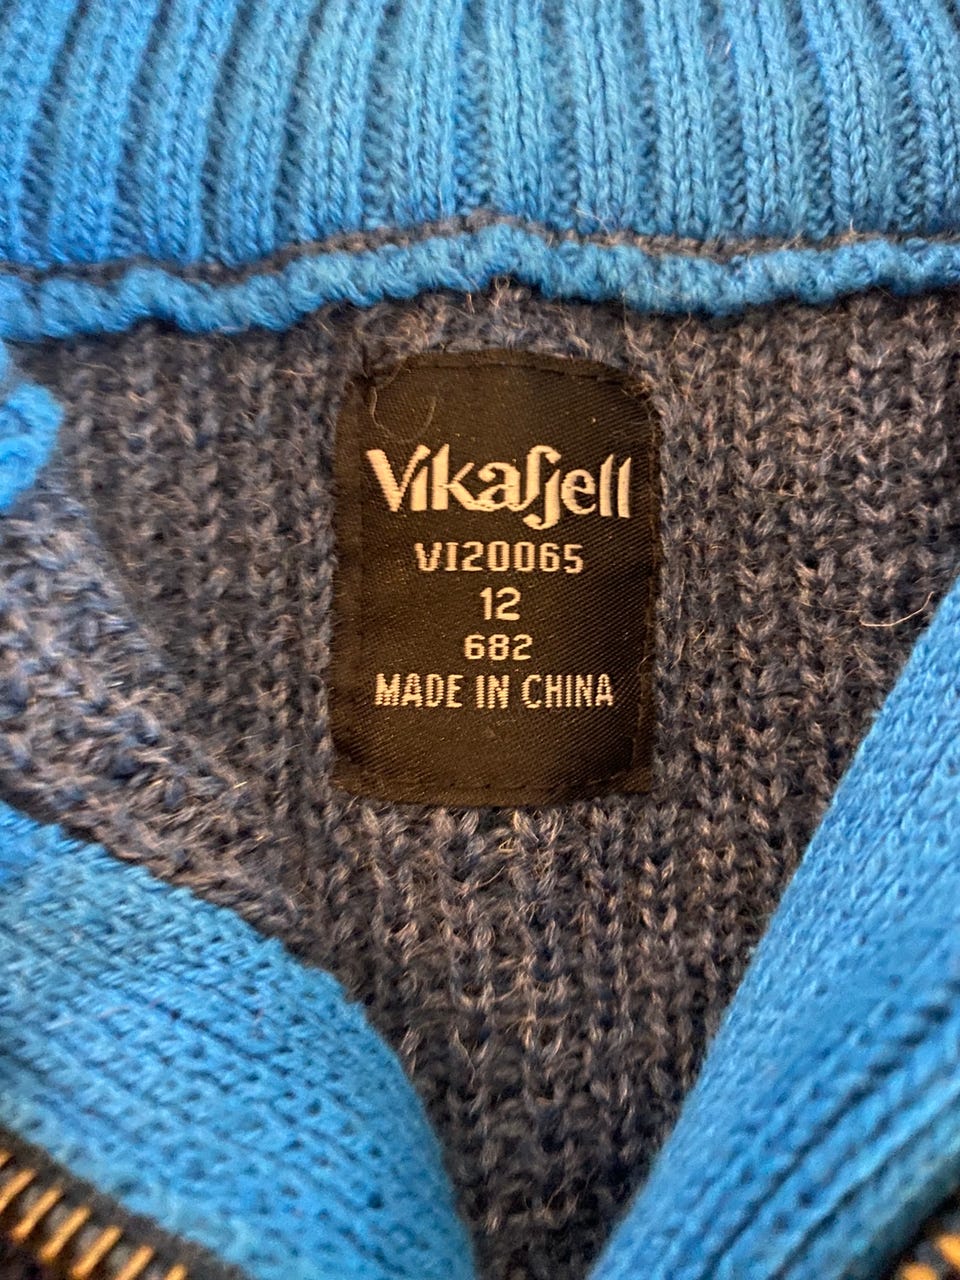 Vikafjell
VI20065
12
682
MADE IN CHINA